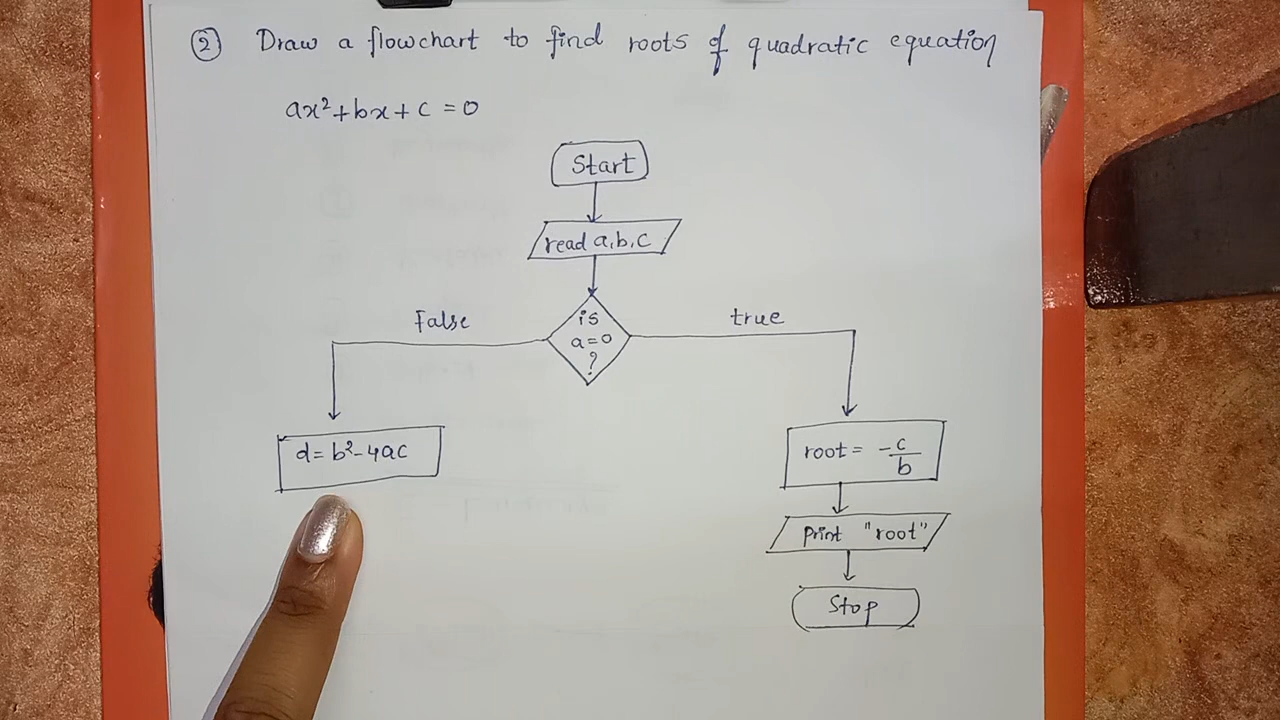 ② Draw a flowchart to find roots of quadratic equation
ax²+bx+c=0
Start
read a,b,c
False
is
a=0
?
true
d=b²-4ac
root= -c/b
Print "root"
Stop